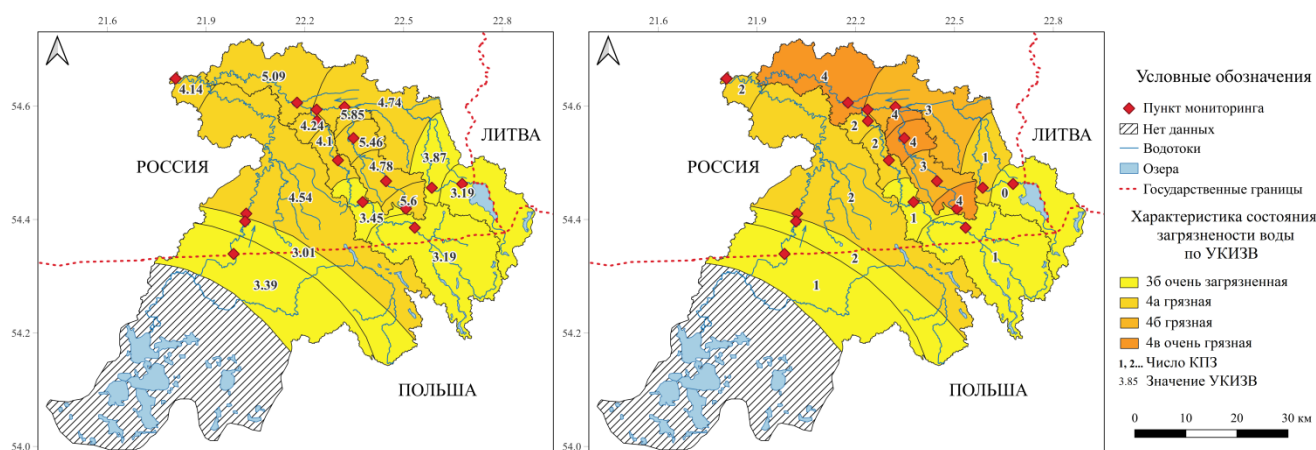 21.6 21.9 22.2 22.5 22.8
54.6
54.4
54.2
54.0
5.09
4.14
4.74
5.85
4.24
4.1
5.46
3.87
4.78
3.19
5.6
4.54
3.45
3.19
3.01
3.39
РОССИЯ
ЛИТВА
ПОЛЬША
21.6 21.9 22.2 22.5 22.8
54.6
54.4
54.2
54.0
4
2
3
4
2
4
2
1
3
0
4
2
1
1
2
1
РОССИЯ
ЛИТВА
ПОЛЬША
Условные обозначения
Пункт мониторинга
Нет данных
Водотоки
Озера
Государственные границы
Характеристика состояния
загрязнености воды
по УКИЗВ
3б очень загрязненная
4а грязная
4б грязная
4в очень грязная
1, 2... Число КПЗ
3.85 Значение УКИЗВ
0 10 20 30 км